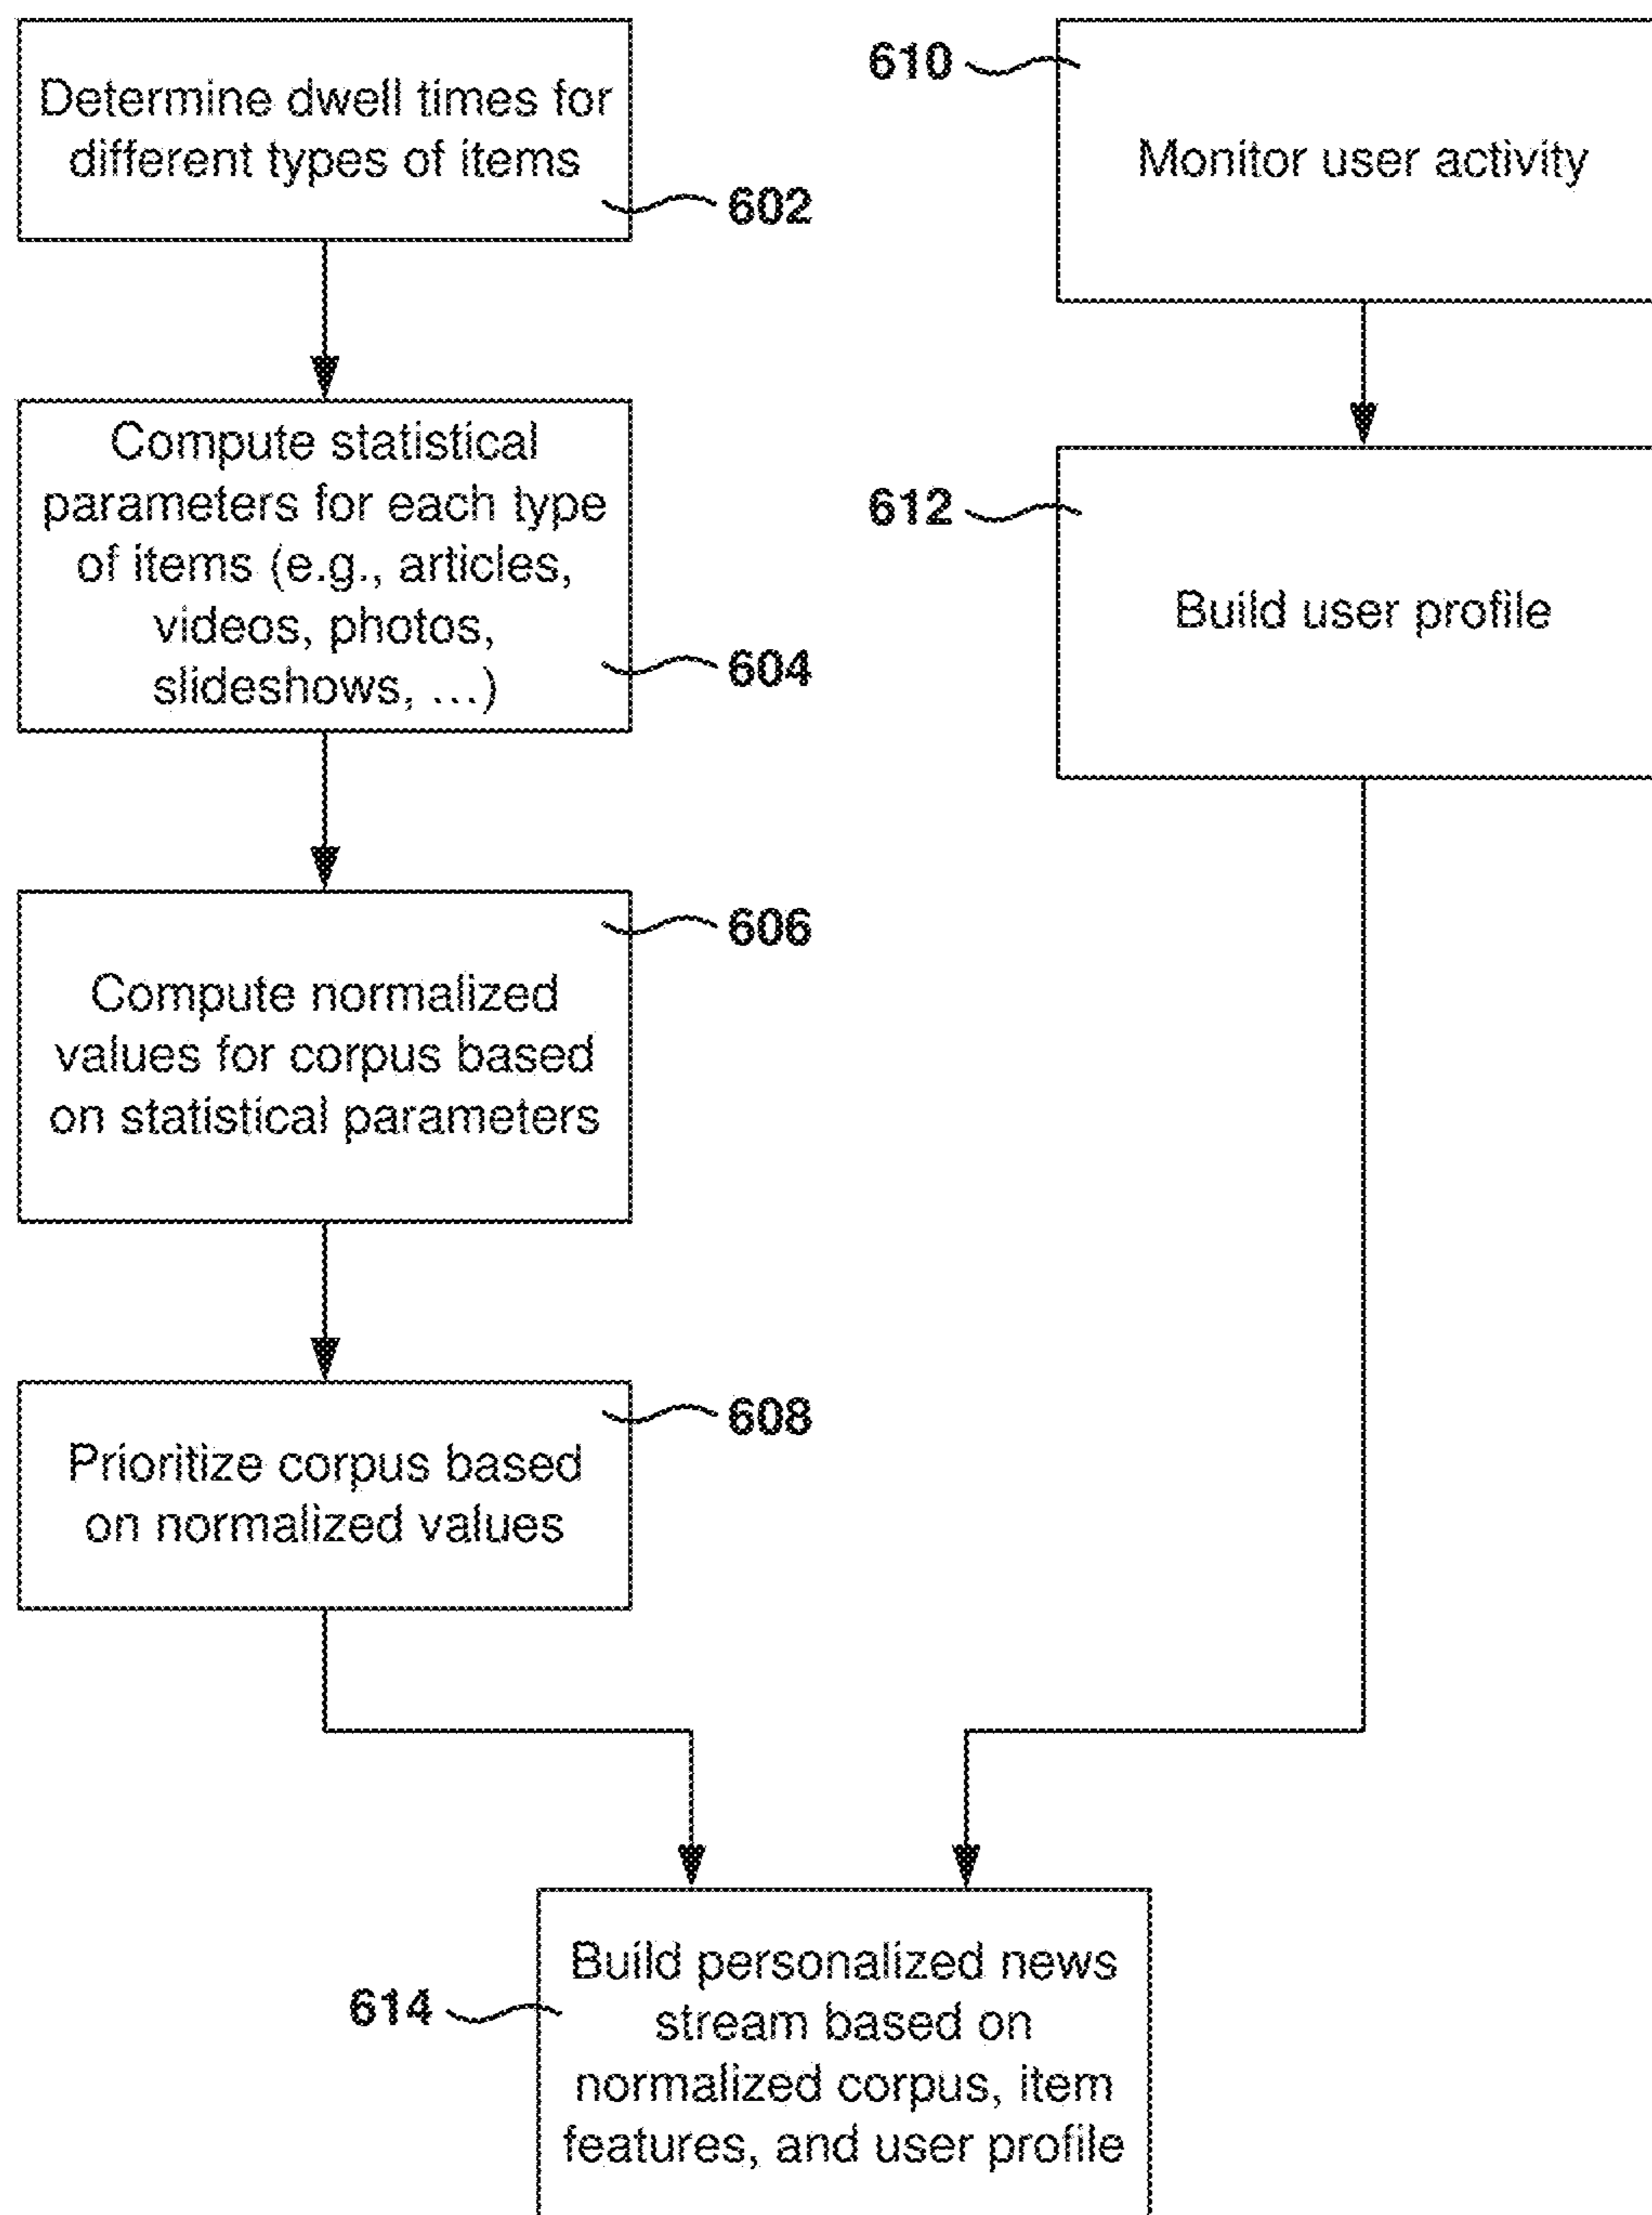 Determine dwell times for
different types of items
602
Compute statistical
parameters for each type
of items (e.g., articles,
videos, photos,
slideshows, ...)
604
606
Compute normalized
values for corpus based
on statistical parameters
608
Prioritize corpus based
on normalized values
610
Monitor user activity
612
Build user profile
614
Build personalized news
stream based on
normalized corpus, item
features, and user profile